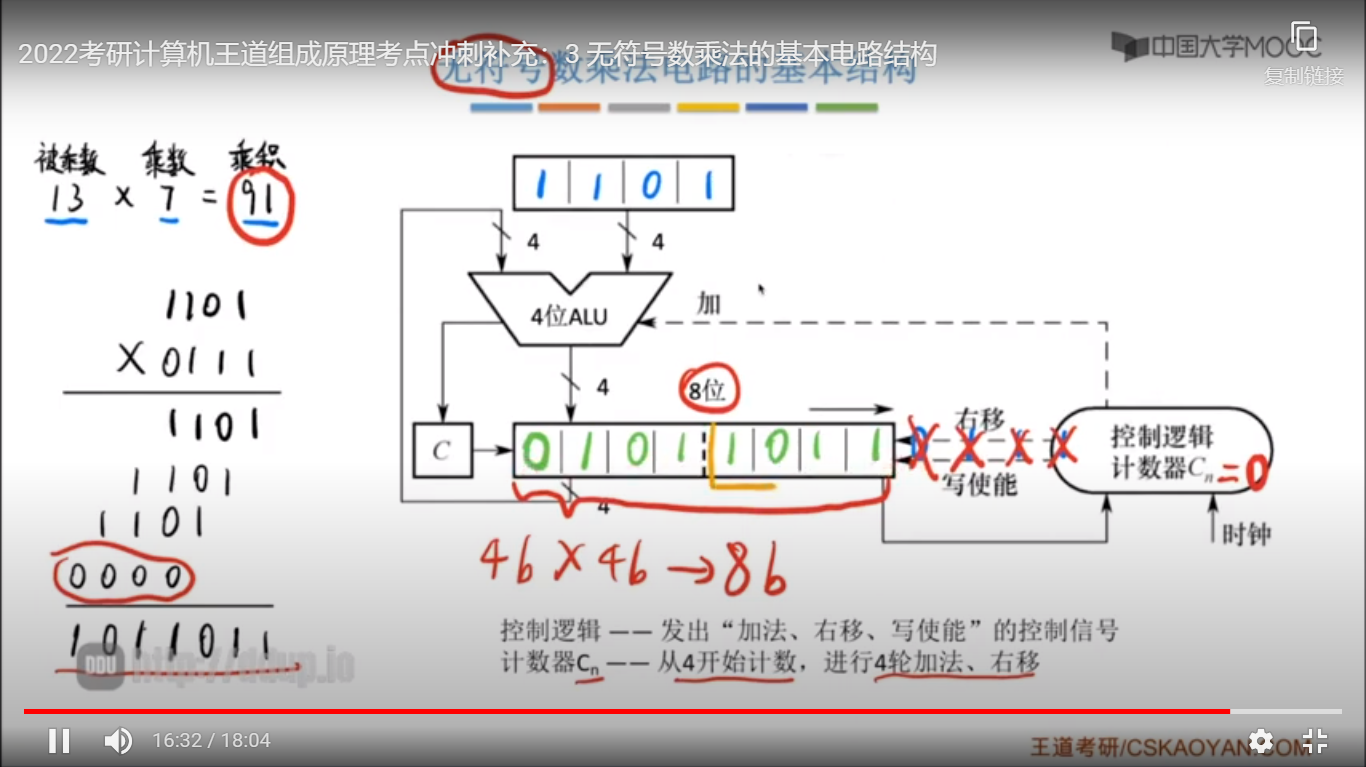 2022考研计算机王道组成原理考点冲刺补充：3 无符号数乘法的基本电路结构
中国大学MOOC
复制链接
无符号数乘法电路的基本结构
被乘数 乘数 乘积
13 × 7 = 91
1 1 0 1
4
4
4位ALU
加
1101
× 0111
1101
1101
1101
0000
1011011
4
8位
C
0 1 0 1 1 0 1 1
右移
写使能
控制逻辑
计数器Cn = 0
4
时钟
4b × 4b → 8b
控制逻辑 —— 发出“加法、右移、写使能”的控制信号
计数器Cn —— 从4开始计数，进行4轮加法、右移
DDU http://ddup.io
16:32 / 18:04
王道考研/CSKAOYAN.COM